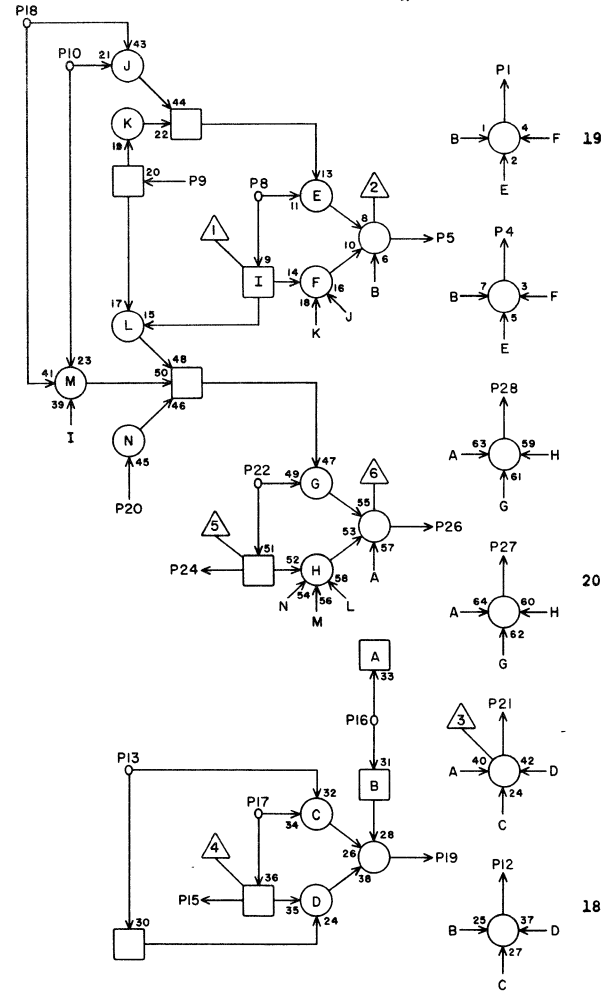 P18
43
P10
21
J
44
K
22
19
20
P9
P8
13
E
11
2
1
8
10
P5
6
9
I
14
F
16
18
B
J
K
17
15
L
48
23
50
41
M
39
46
I
N
45
P20
47
P22
49
G
6
55
5
53
P26
51
57
P24
52
H
58
A
54
56
N
L
M
A
33
P16
31
B
P13
32
P17
C
34
28
4
26
P19
38
36
P15
35
D
24
30
P1
B
1
4
F
2
E
19
P4
B
7
3
F
5
E
P28
A
63
59
H
61
G
P27
20
A
64
60
H
62
G
P21
3
A
40
42
D
24
C
P12
18
B
25
37
D
27
C